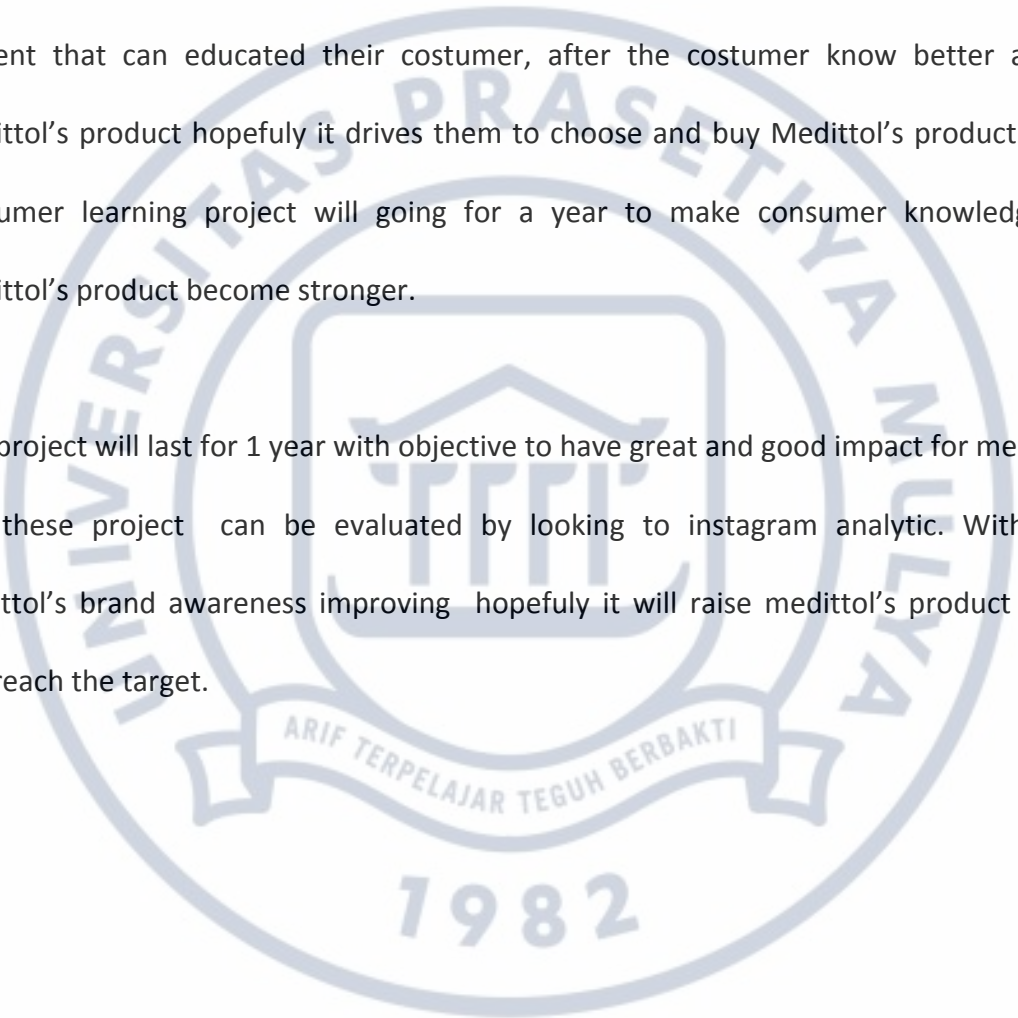 ent that can educated their costumer, after the costumer know better a
ittol’s product hopefuly it drives them to choose and buy Medittol’s product
umer learning project will going for a year to make consumer knowledg
ittol’s product become stronger.
project will last for 1 year with objective to have great and good impact for me
these project can be evaluated by looking to instagram analytic. With
ttol’s brand awareness improving hopefuly it will raise medittol’s product
reach the target.
UNIVERSITAS PRASETIYA MULYA
ARIF TERPELAJAR TEGUH BERBAKTI
1982